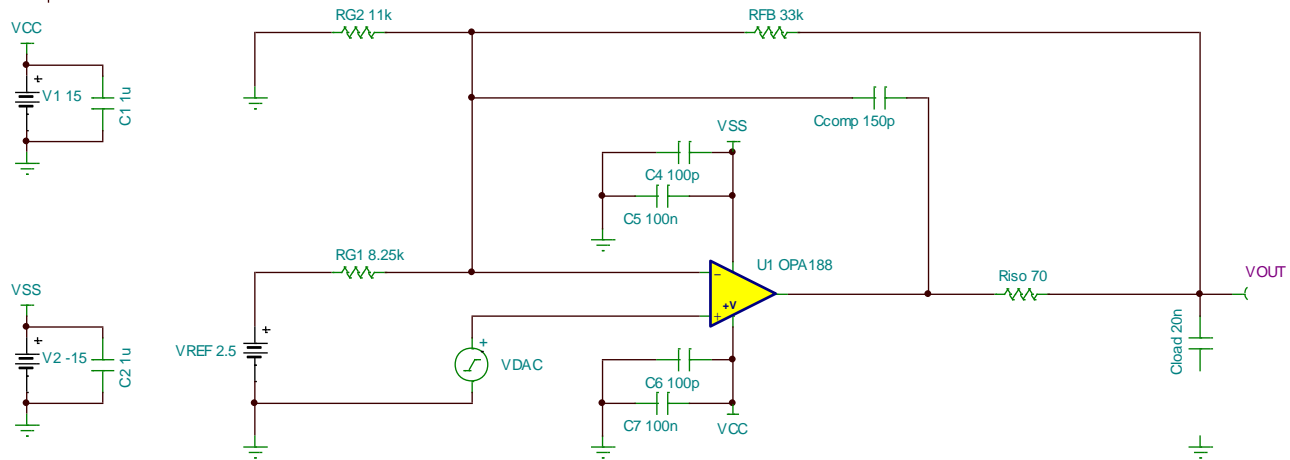 RG2 11k
RFB 33k
VCC
V1 15
C1 1u
Ccomp 150p
VSS
C4 100p
C5 100n
RG1 8.25k
U1 OPA188
-
+V
+
Riso 70
VOUT
VSS
V2 -15
C2 1u
+
VREF 2.5
+
VDAC
C6 100p
C7 100n
VCC
Cload 20n
+
+